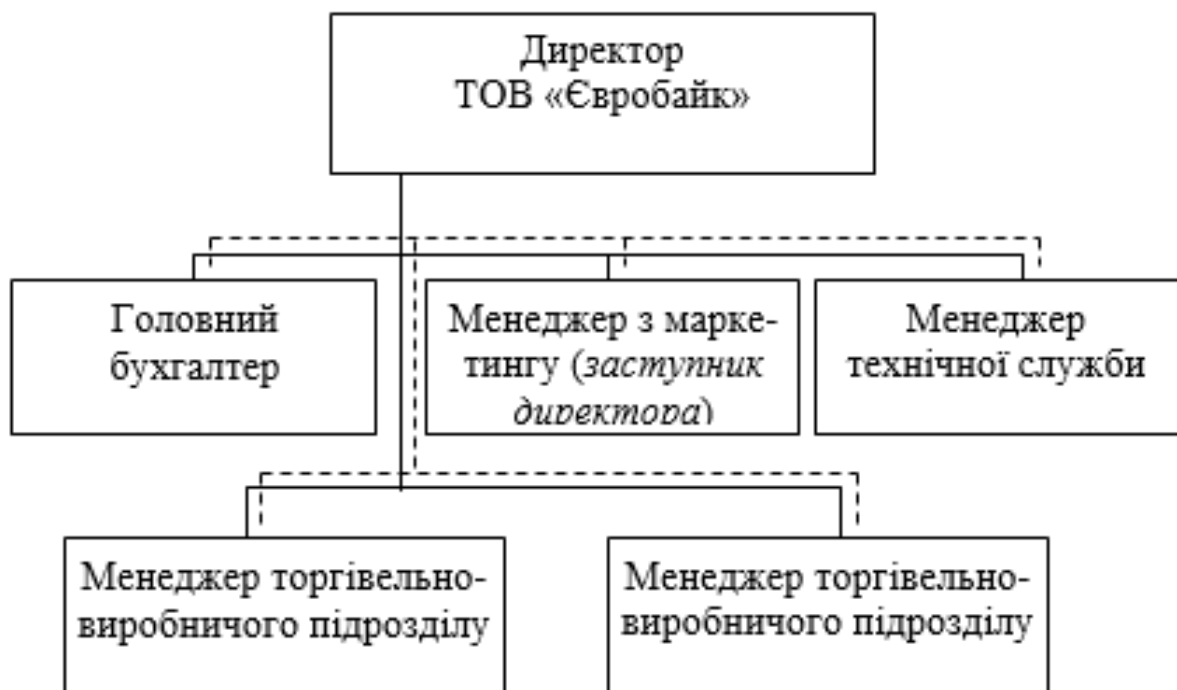 Директор
ТОВ «Євробайк»
Головний
бухгалтер
Менеджер з марке-
тингу (заступник
директора)
Менеджер
технічної служби
Менеджер торгівельно-
виробничого підрозділу
Менеджер торгівельно-
виробничого підрозділу